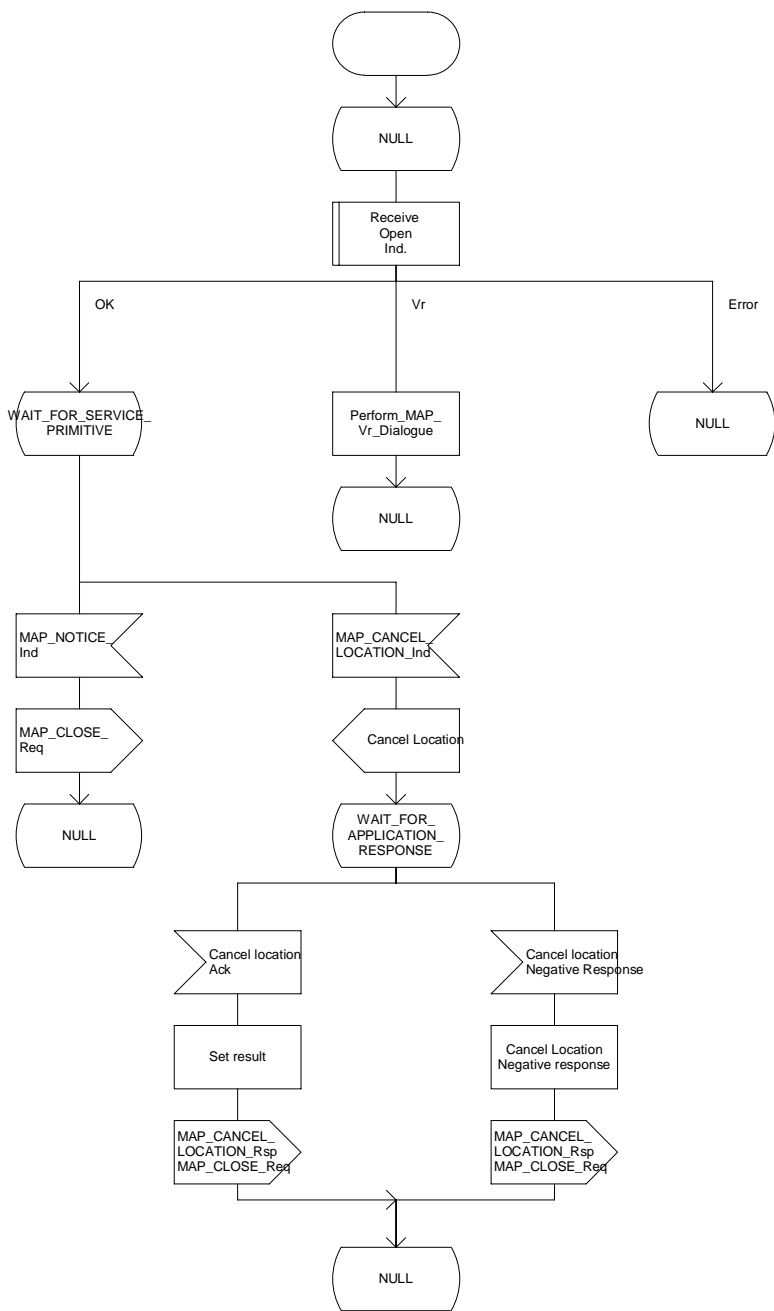 NULL
Receive
Open
Ind.
OK
Vr
Error
WAIT_FOR_SERVICE_
PRIMITIVE
Perform_MAP_
Vr_Dialogue
NULL
NULL
MAP_NOTICE_
Ind
MAP_CANCEL_
LOCATION_Ind
MAP_CLOSE_
Req
Cancel Location
NULL
WAIT_FOR_
APPLICATION_
RESPONSE
Cancel location
Ack
Cancel location
Negative Response
Set result
Cancel Location
Negative response
MAP_CANCEL_
LOCATION_Rsp
MAP_CLOSE_Req
MAP_CANCEL_
LOCATION_Rsp
MAP_CLOSE_Req
NULL